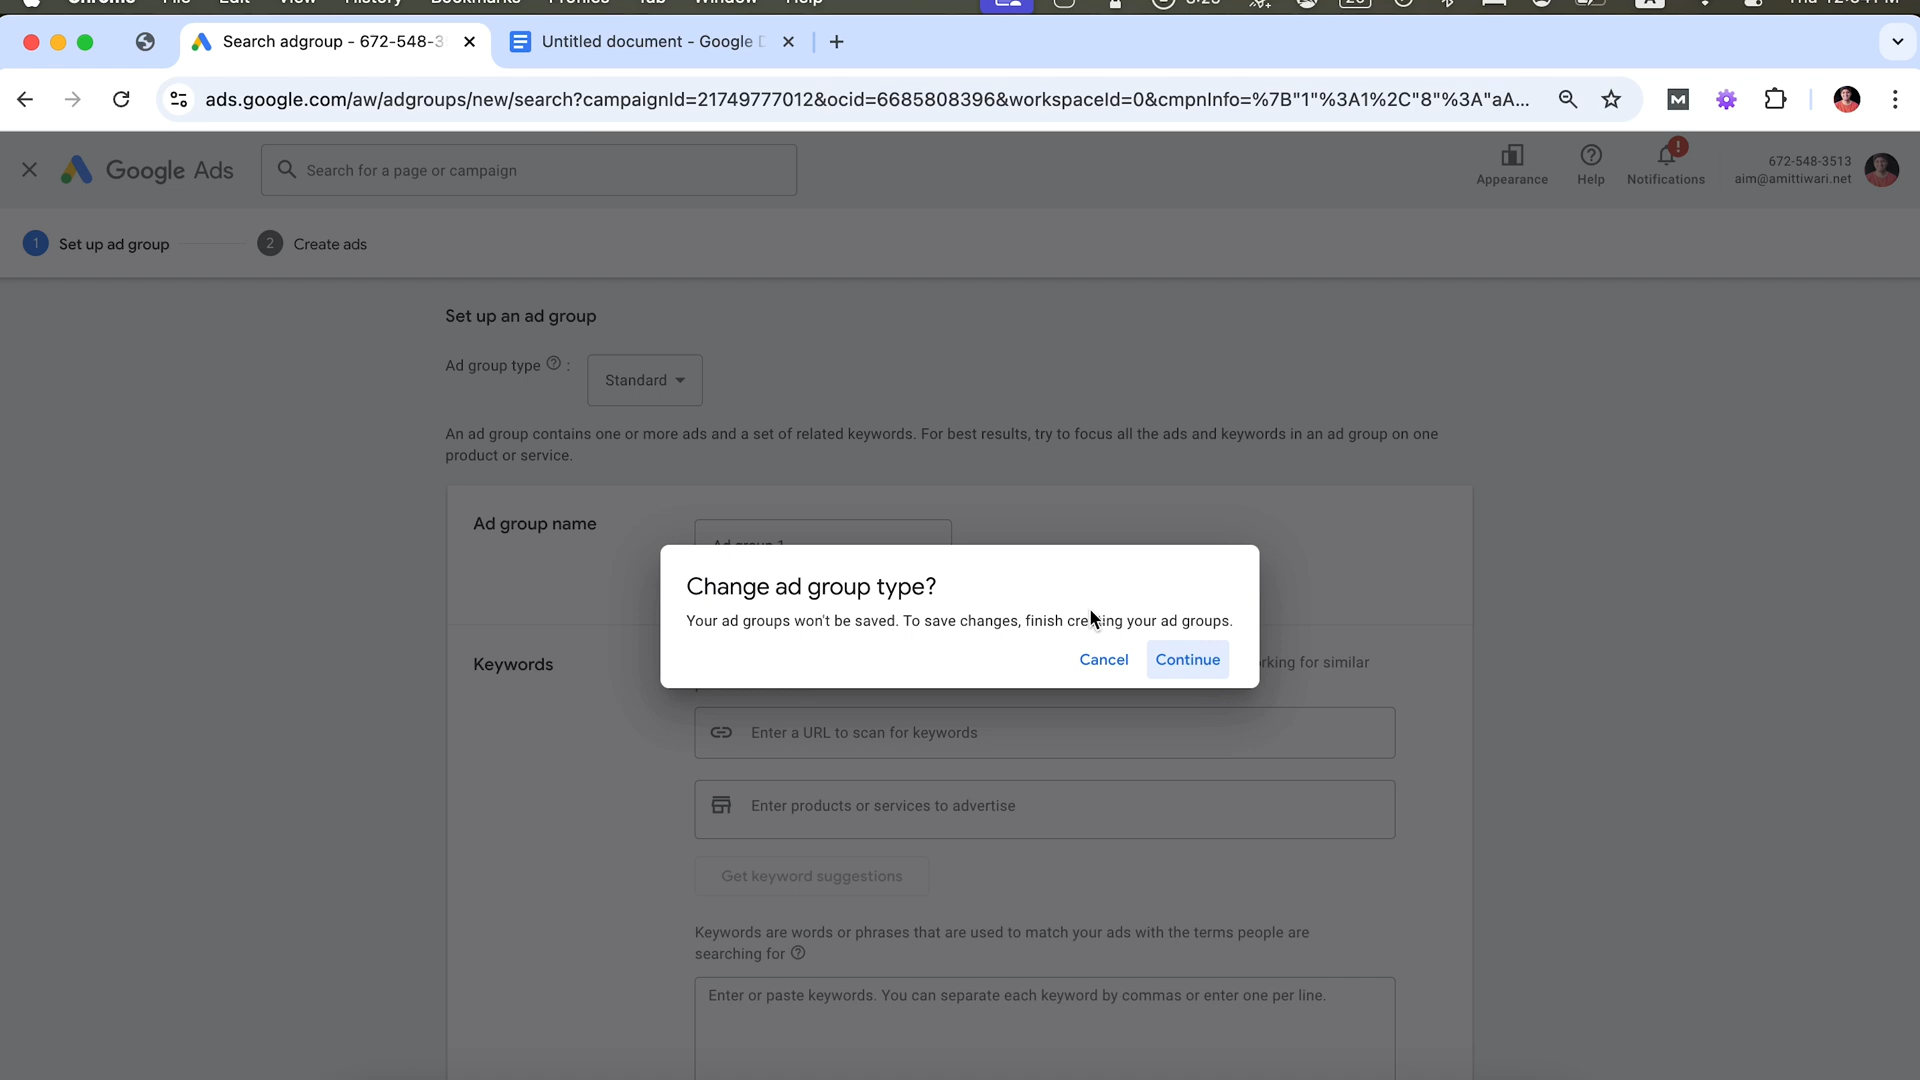 Search adgroup - 672-548-3
Untitled document - Google D
ads.google.com/aw/adgroups/new/search?campaignId=21749777012&ocid=6685808396&workspaceId=0&cmpnInfo=%7B"1"%3A1%2C"8"%3A"aA...
Google Ads
Search for a page or campaign
Appearance
Help
Notifications
672-548-3513
aim@amittiwari.net
1 Set up ad group
2 Create ads
Set up an ad group
Ad group type :
Standard
An ad group contains one or more ads and a set of related keywords. For best results, try to focus all the ads and keywords in an ad group on one
product or service.
Ad group name
Ad group 1
Change ad group type?
Your ad groups won't be saved. To save changes, finish creating your ad groups.
Cancel
Continue
Keywords
rking for similar
Enter a URL to scan for keywords
Enter products or services to advertise
Get keyword suggestions
Keywords are words or phrases that are used to match your ads with the terms people are
searching for
Enter or paste keywords. You can separate each keyword by commas or enter one per line.